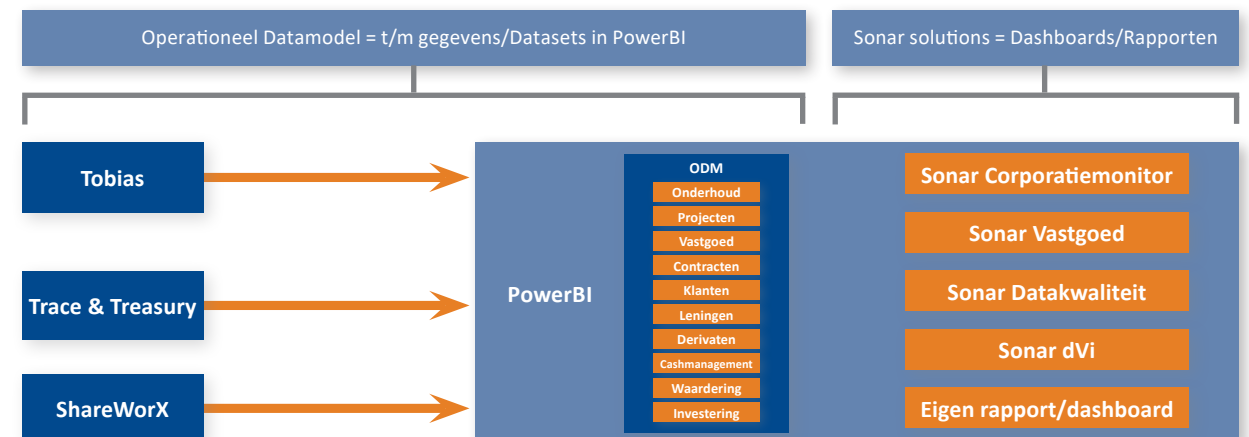 Operationeel Datamodel = t/m gegevens/Datasets in PowerBI
Sonar solutions = Dashboards/Rapporten
Tobias
Trace & Treasury
ShareWorX
PowerBI
ODM
Onderhoud
Projecten
Vastgoed
Contracten
Klanten
Leningen
Derivaten
Cashmanagement
Waardering
Investering
Sonar Corporatiemonitor
Sonar Vastgoed
Sonar Datakwaliteit
Sonar dVi
Eigen rapport/dashboard